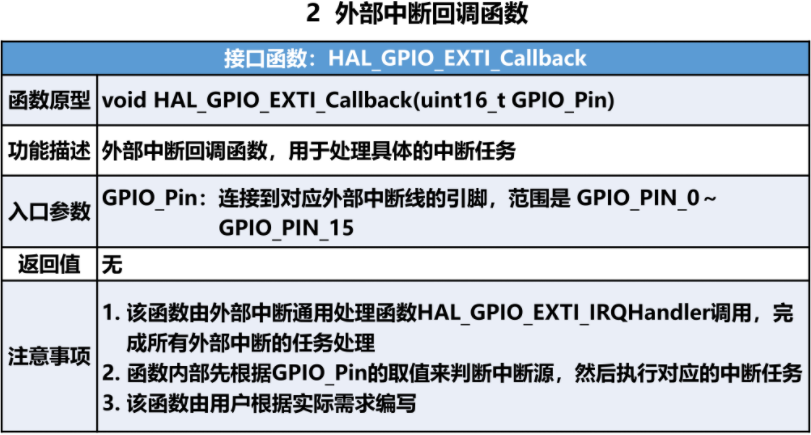 2 外部中断回调函数
接口函数：HAL_GPIO_EXTI_Callback
函数原型 void HAL_GPIO_EXTI_Callback(uint16_t GPIO_Pin)
功能描述 外部中断回调函数，用于处理具体的中断任务
入口参数 GPIO_Pin：连接到对应外部中断线的引脚，范围是 GPIO_PIN_0～
GPIO_PIN_15
返回值 无
注意事项 1. 该函数由外部中断通用处理函数HAL_GPIO_EXTI_IRQHandler调用，完
成所有外部中断的任务处理
2. 函数内部先根据GPIO_Pin的取值来判断中断源，然后执行对应的中断任务
3. 该函数由用户根据实际需求编写